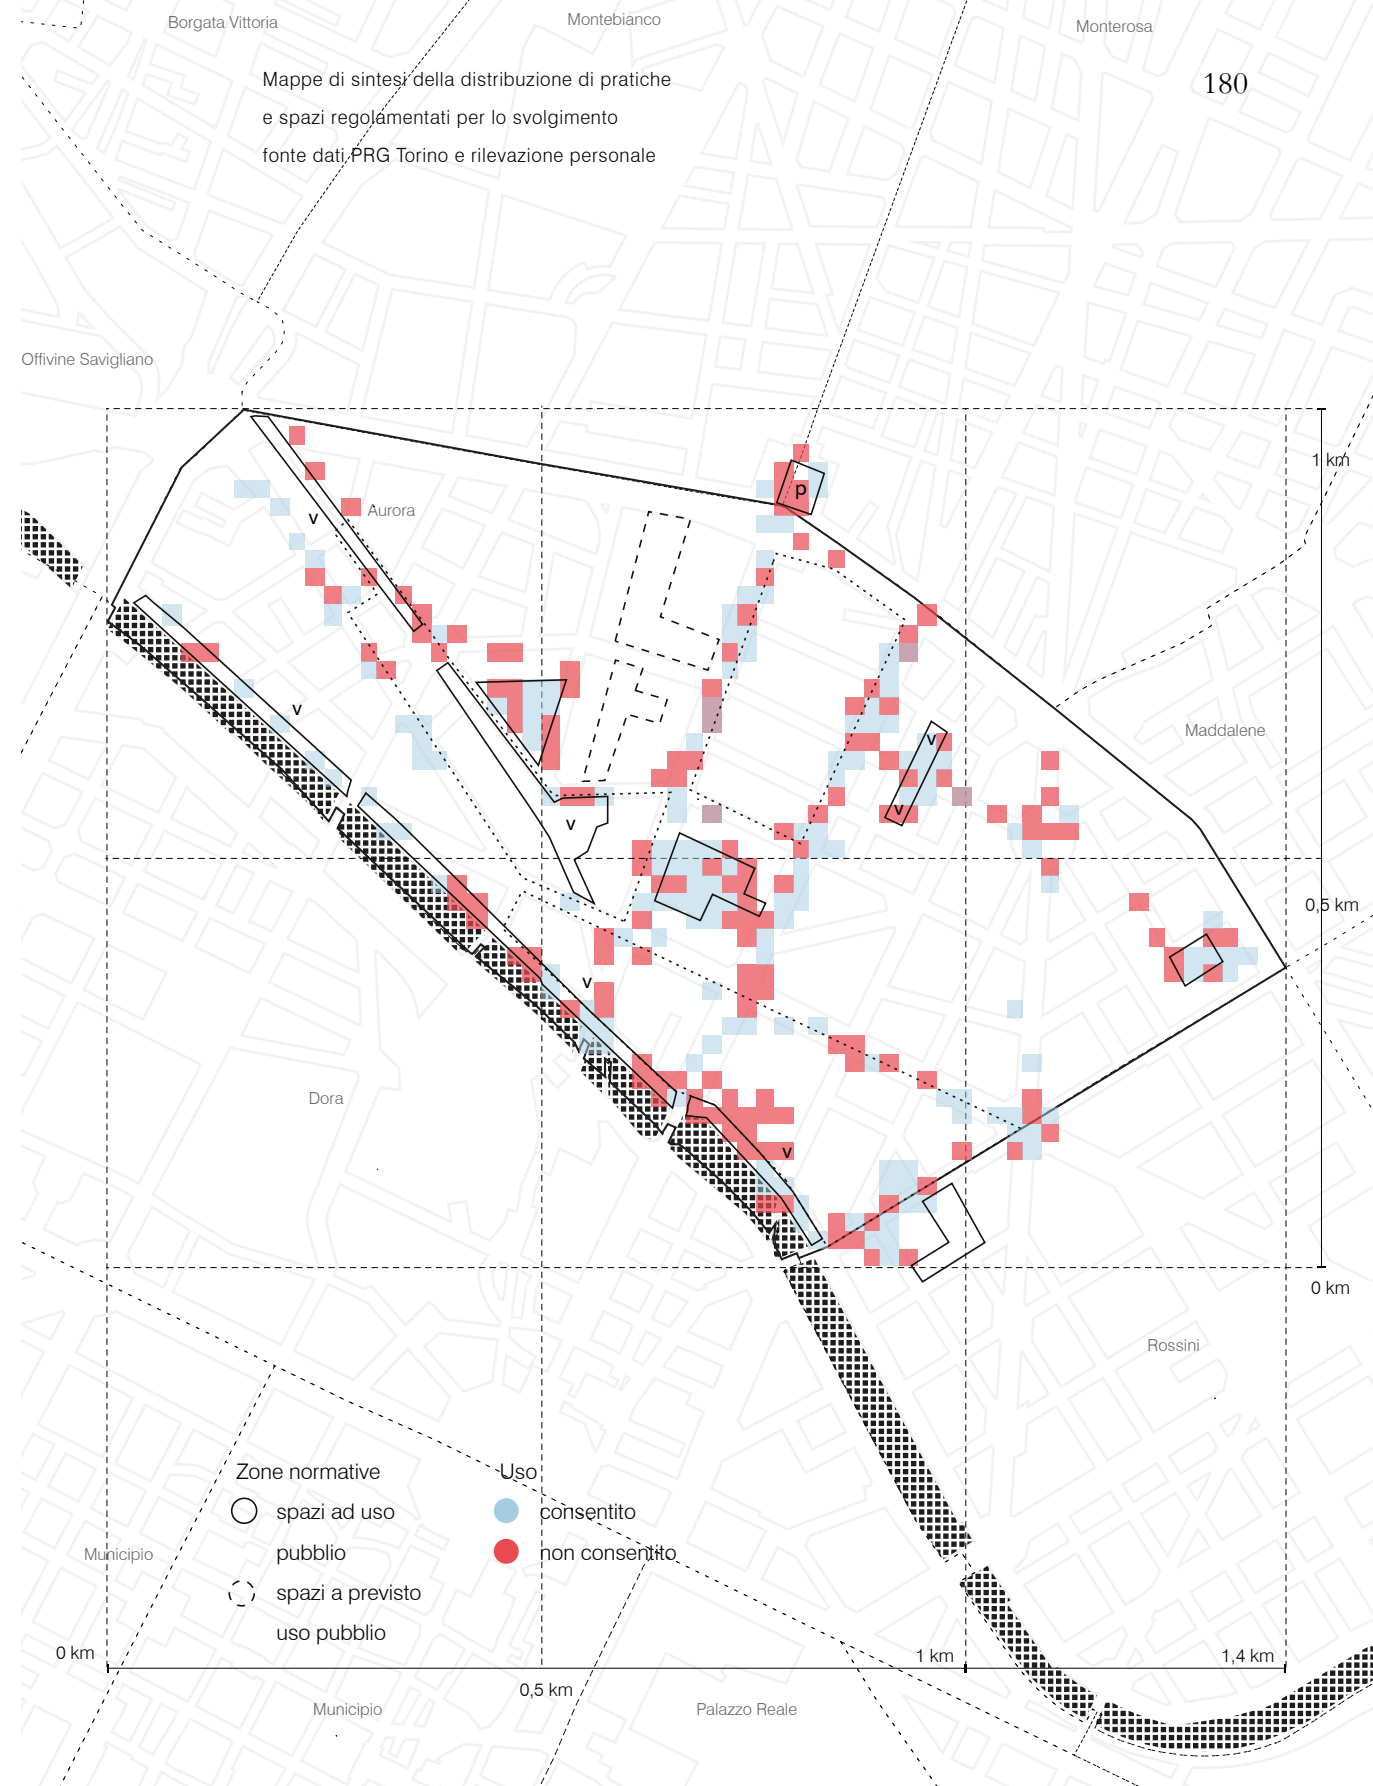 Borgata Vittoria
Montebianco
Monterosa
Mappe di sintesi della distribuzione di pratiche
e spazi regolamentati per lo svolgimento
fonte dati PRG Torino e rilevazione personale
180
Offivine Savigliano
1 km
p
Aurora
v
v
Maddalene
v
v
v
0,5 km
v
Dora
v
0 km
Rossini
Zone normative
spazi ad uso
pubblio
spazi a previsto
uso pubblio
Uso
consentito
non consentito
Municipio
0 km
0,5 km
1 km
1,4 km
Municipio
Palazzo Reale